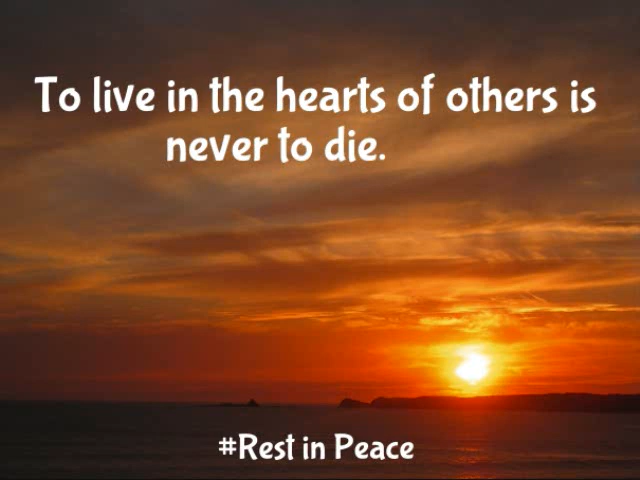 To live in the hearts of others is
never to die.
#Rest in Peace